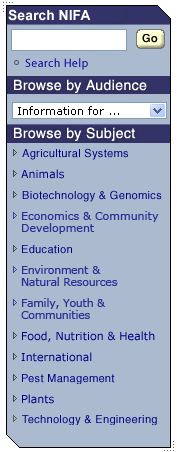 Search NIFA
Go
Search Help
Browse by Audience
Information for ...
Browse by Subject
Agricultural Systems
Animals
Biotechnology & Genomics
Economics & Community
Development
Education
Environment &
Natural Resources
Family, Youth &
Communities
Food, Nutrition & Health
International
Pest Management
Plants
Technology & Engineering